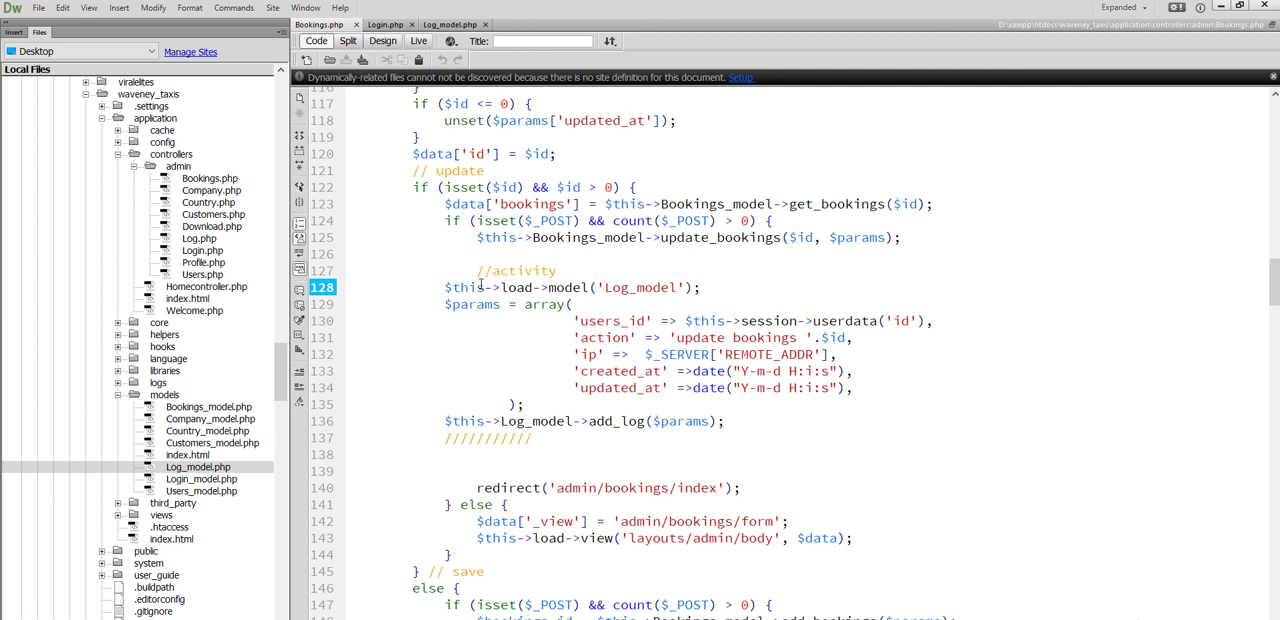 Dw File Edit View Insert Modify Format Commands Site Window Help Expanded
Insert Files
Bookings.php × Login.php × Log_model.php ×
D:\xampp\htdocs\waveney_taxis\application\controllers\admin\Bookings.php
Code Split Design Live Title:
Desktop Manage Sites
Local Files
Dynamically-related files cannot not be discovered because there is no site definition for this document. Setup
viralelites
waveney_taxis
.settings
application
cache
config
controllers
admin
Bookings.php
Company.php
Country.php
Customers.php
Download.php
Log.php
Login.php
Profile.php
Users.php
Homecontroller.php
index.html
Welcome.php
core
helpers
hooks
language
libraries
logs
models
Bookings_model.php
Company_model.php
Country_model.php
Customers_model.php
index.html
Log_model.php
Login_model.php
Users_model.php
third_party
views
.htaccess
index.html
public
system
user_guide
.buildpath
.editorconfig
.gitignore
116 }
117 if ($id <= 0) {
118 unset($params['updated_at']);
119 }
120 $data['id'] = $id;
121 // update
122 if (isset($id) && $id > 0) {
123 $data['bookings'] = $this->Bookings_model->get_bookings($id);
124 if (isset($_POST) && count($_POST) > 0) {
125 $this->Bookings_model->update_bookings($id, $params);
126
127 //activity
128 $this->load->model('Log_model');
129 $params = array(
130 'users_id' => $this->session->userdata('id'),
131 'action' => 'update bookings '.$id,
132 'ip' => $_SERVER['REMOTE_ADDR'],
133 'created_at' =>date("Y-m-d H:i:s"),
134 'updated_at' =>date("Y-m-d H:i:s"),
135 );
136 $this->Log_model->add_log($params);
137 ///////////
138
139
140 redirect('admin/bookings/index');
141 } else {
142 $data['_view'] = 'admin/bookings/form';
143 $this->load->view('layouts/admin/body', $data);
144 }
145 } // save
146 else {
147 if (isset($_POST) && count($_POST) > 0) {